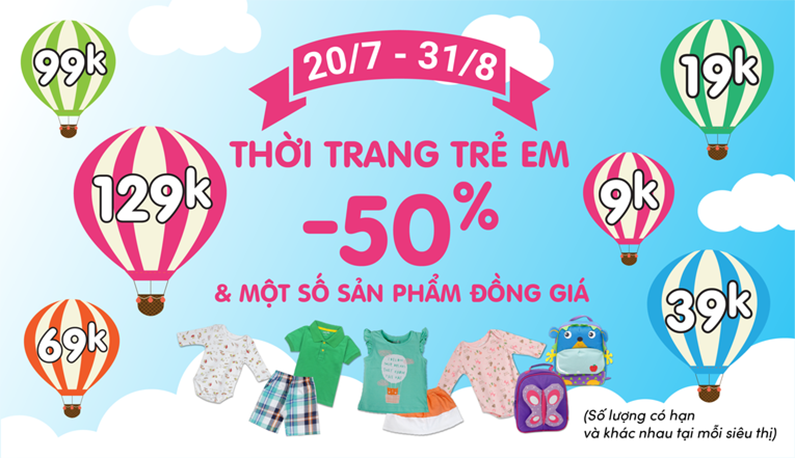 20/7 - 31/8
99k
19k
THỜI TRANG TRẺ EM
129k
-50%
9k
& MỘT SỐ SẢN PHẨM ĐỒNG GIÁ
39k
69k
(Số lượng có hạn
và khác nhau tại mỗi siêu thị)